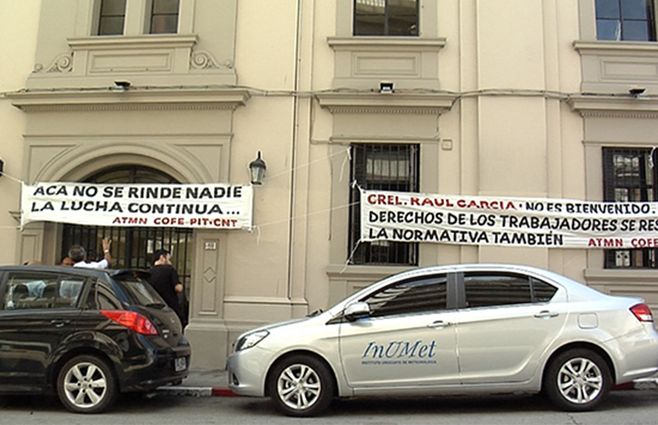 ACA NO SE RINDE NADIE
LA LUCHA CONTINUA...
ATMN COFE PIT-CNT
CREL. RAUL GARCIA: NO ES BIENVENIDO.
DERECHOS DE LOS TRABAJADORES SE RES
LA NORMATIVA TAMBIÉN ATMN COFE
InUMet
INSTITUTO URUGUAYO DE METEOROLOGÍA